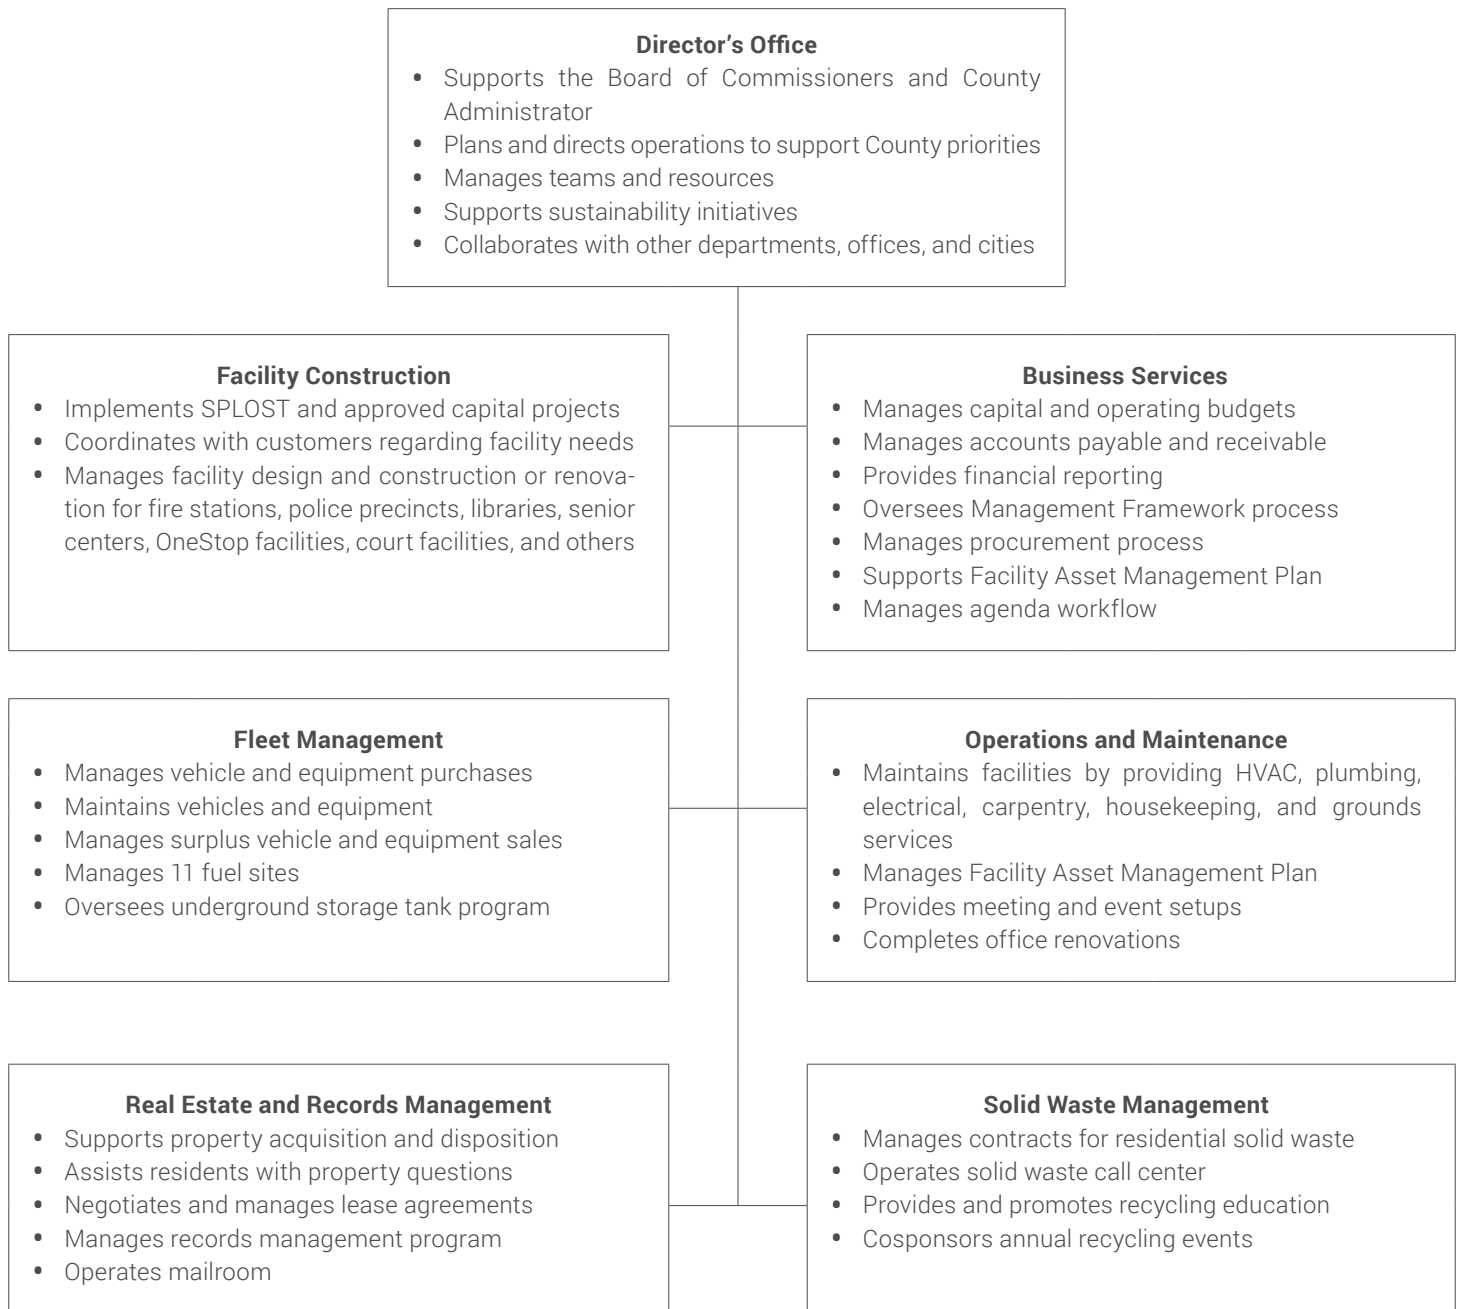 Director’s Office
• Supports the Board of Commissioners and County
Administrator
• Plans and directs operations to support County priorities
• Manages teams and resources
• Supports sustainability initiatives
• Collaborates with other departments, offices, and cities
Facility Construction
• Implements SPLOST and approved capital projects
• Coordinates with customers regarding facility needs
• Manages facility design and construction or renova-
tion for fire stations, police precincts, libraries, senior
centers, OneStop facilities, court facilities, and others
Business Services
• Manages capital and operating budgets
• Manages accounts payable and receivable
• Provides financial reporting
• Oversees Management Framework process
• Manages procurement process
• Supports Facility Asset Management Plan
• Manages agenda workflow
Fleet Management
• Manages vehicle and equipment purchases
• Maintains vehicles and equipment
• Manages surplus vehicle and equipment sales
• Manages 11 fuel sites
• Oversees underground storage tank program
Operations and Maintenance
• Maintains facilities by providing HVAC, plumbing,
electrical, carpentry, housekeeping, and grounds
services
• Manages Facility Asset Management Plan
• Provides meeting and event setups
• Completes office renovations
Real Estate and Records Management
• Supports property acquisition and disposition
• Assists residents with property questions
• Negotiates and manages lease agreements
• Manages records management program
• Operates mailroom
Solid Waste Management
• Manages contracts for residential solid waste
• Operates solid waste call center
• Provides and promotes recycling education
• Cosponsors annual recycling events